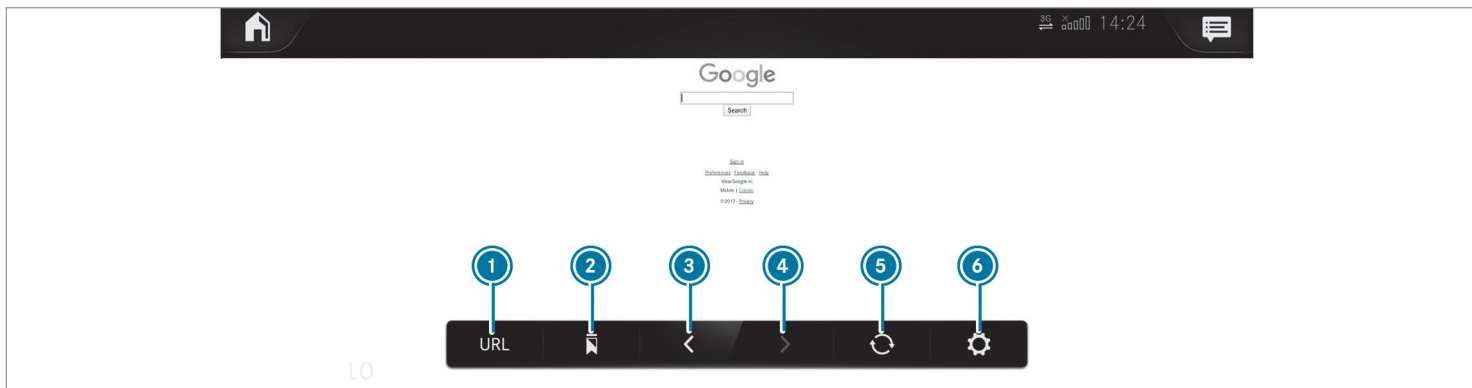 3G 14:24
Google
Search
Sign in
Preferences - Feedback - Help
View Google in:
Mobile | Classic
©2017 - Privacy
1 2 3 4 5 6
URL
LO